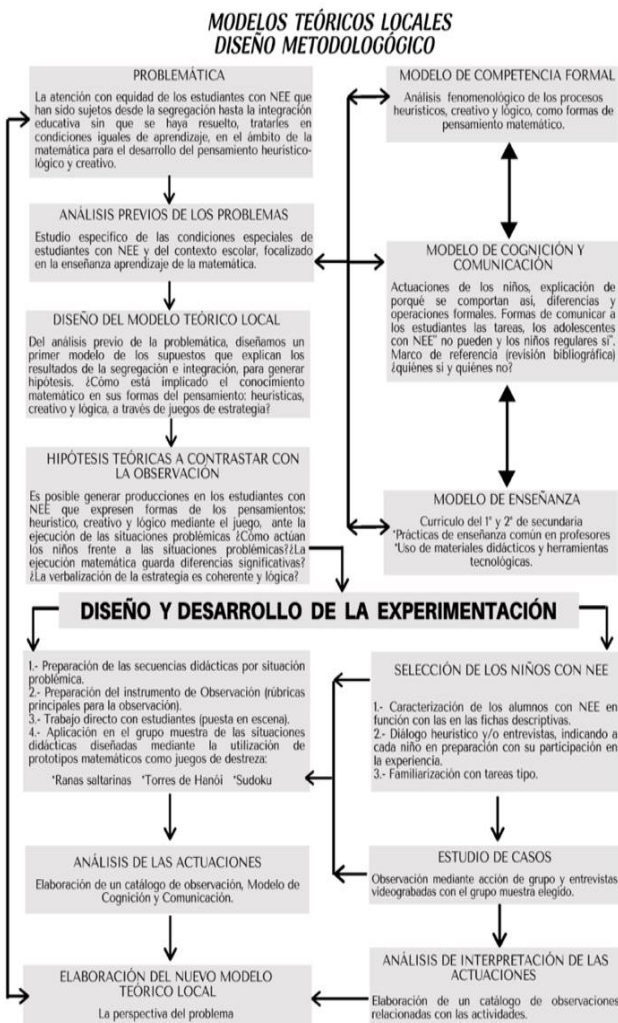 MODELOS TEÓRICOS LOCALES
DISEÑO METODOLOGÓGICO
PROBLEMÁTICA
La atención con equidad de los estudiantes con NEE que
han sido sujetos desde la segregación hasta la integración
educativa sin que se haya resuelto, tratarles en
condiciones iguales de aprendizaje, en el ámbito de la
matemática para el desarrollo del pensamiento heurístico-
lógico y creativo.
ANÁLISIS PREVIOS DE LOS PROBLEMAS
Estudio específico de las condiciones especiales de
estudiantes con NEE y del contexto escolar, focalizado
en la enseñanza aprendizaje de la matemática.
DISEÑO DEL MODELO TEÓRICO LOCAL
Del análisis previo de la problemática, diseñamos un
primer modelo de los supuestos que explican los
resultados de la segregación e integración, para generar
hipótesis. ¿Cómo está implicado el conocimiento
matemático en sus formas del pensamiento: heurísticas,
creativo y lógica, a través de juegos de estrategia?
HIPÓTESIS TEÓRICAS A CONTRASTAR CON
LA OBSERVACIÓN
Es posible generar producciones en los estudiantes con
NEE que expresen formas de los pensamientos:
heurístico, creativo y lógico mediante el juego, ante la
ejecución de las situaciones problémicas ¿Cómo actúan
los niños frente a las situaciones problémicas?¿La
ejecución matemática guarda diferencias significativas?
¿La verbalización de la estrategia es coherente y lógica?
MODELO DE COMPETENCIA FORMAL
Análisis fenomenológico de los procesos
heurísticos, creativo y lógico, como formas de
pensamiento matemático.
MODELO DE COGNICIÓN Y
COMUNICACIÓN
Actuaciones de los niños, explicación de
porqué se comportan así, diferencias y
operaciones formales. Formas de comunicar a
los estudiantes las tareas, los adolescentes
con NEE" no pueden y los niños regulares sí".
Marco de referencia (revisión bibliográfica)
¿quiénes sí y quiénes no?
MODELO DE ENSEÑANZA
Currículo del 1° y 2° de secundaria
*Prácticas de enseñanza común en profesores
*Uso de materiales didácticos y herramientas
tecnológicas.
DISEÑO Y DESARROLLO DE LA EXPERIMENTACIÓN
1.- Preparación de las secuencias didácticas por situación
problémica.
2.- Preparación del instrumento de Observación (rúbricas
principales para la observación).
3.- Trabajo directo con estudiantes (puesta en escena).
4.- Aplicación en el grupo muestra de las situaciones
didácticas diseñadas mediante la utilización de
prototipos matemáticos como juegos de destreza:
*Ranas saltarinas *Torres de Hanói *Sudoku
ANÁLISIS DE LAS ACTUACIONES
Elaboración de un catálogo de observación, Modelo de
Cognición y Comunicación.
ELABORACIÓN DEL NUEVO MODELO
TEÓRICO LOCAL
La perspectiva del problema
SELECCIÓN DE LOS NIÑOS CON NEE
1.- Caracterización de los alumnos con NEE en
función con las en las fichas descriptivas.
2.- Diálogo heurístico y/o entrevistas, indicando a
cada niño en preparación con su participación en
la experiencia.
3.- Familiarización con tareas tipo.
ESTUDIO DE CASOS
Observación mediante acción de grupo y entrevistas
videograbadas con el grupo muestra elegido.
ANÁLISIS DE INTERPRETACIÓN DE LAS
ACTUACIONES
Elaboración de un catálogo de observaciones
relacionadas con las actividades.